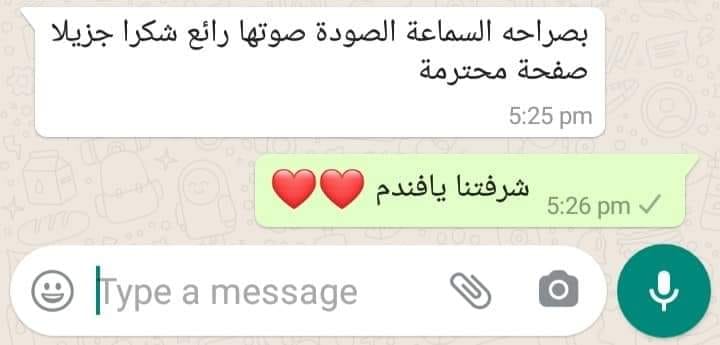 بصراحه السماعة الصودة صوتها رائع شكرا جزيلا
صفحة محترمة
5:25 pm
شرفتنا يافندم ❤️❤️
5:26 pm
Type a message